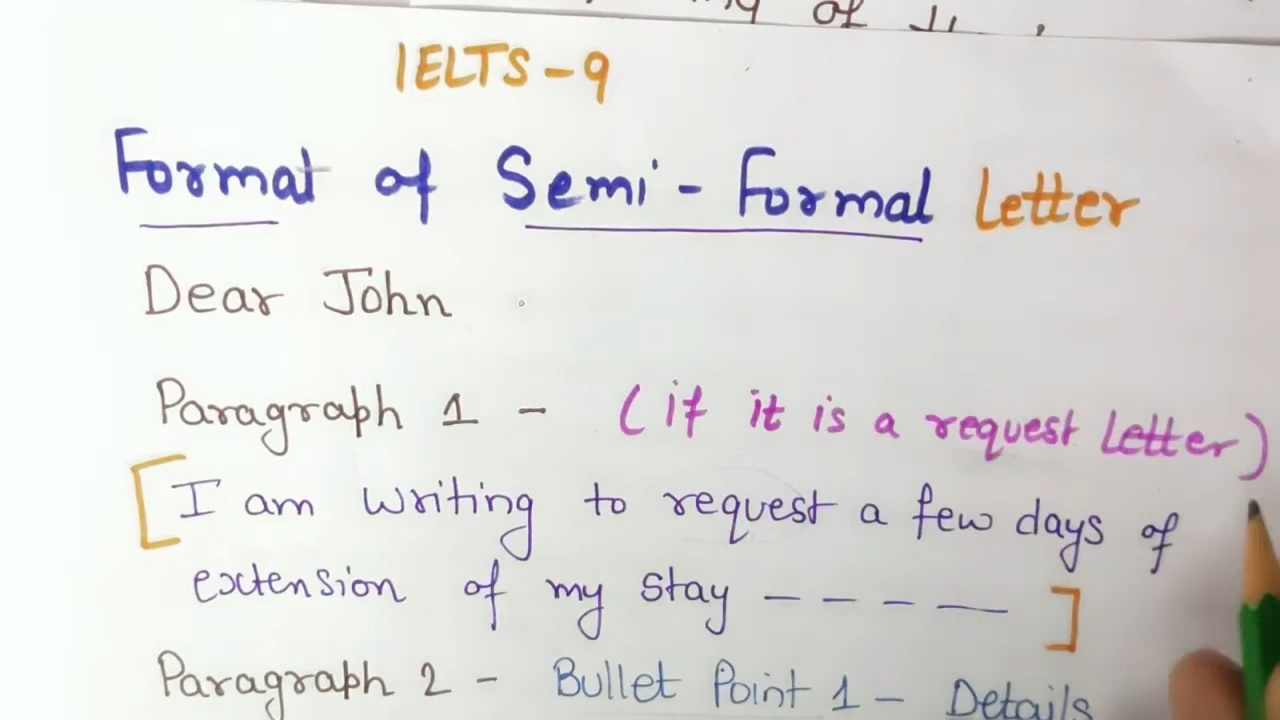 of
IELTS-9
Format of Semi-Formal Letter
Dear John
Paragraph 1 - (if it is a request Letter)
[I am writing to request a few days of
extension of my stay - - - - -]
Paragraph 2 - Bullet Point 1 - Details